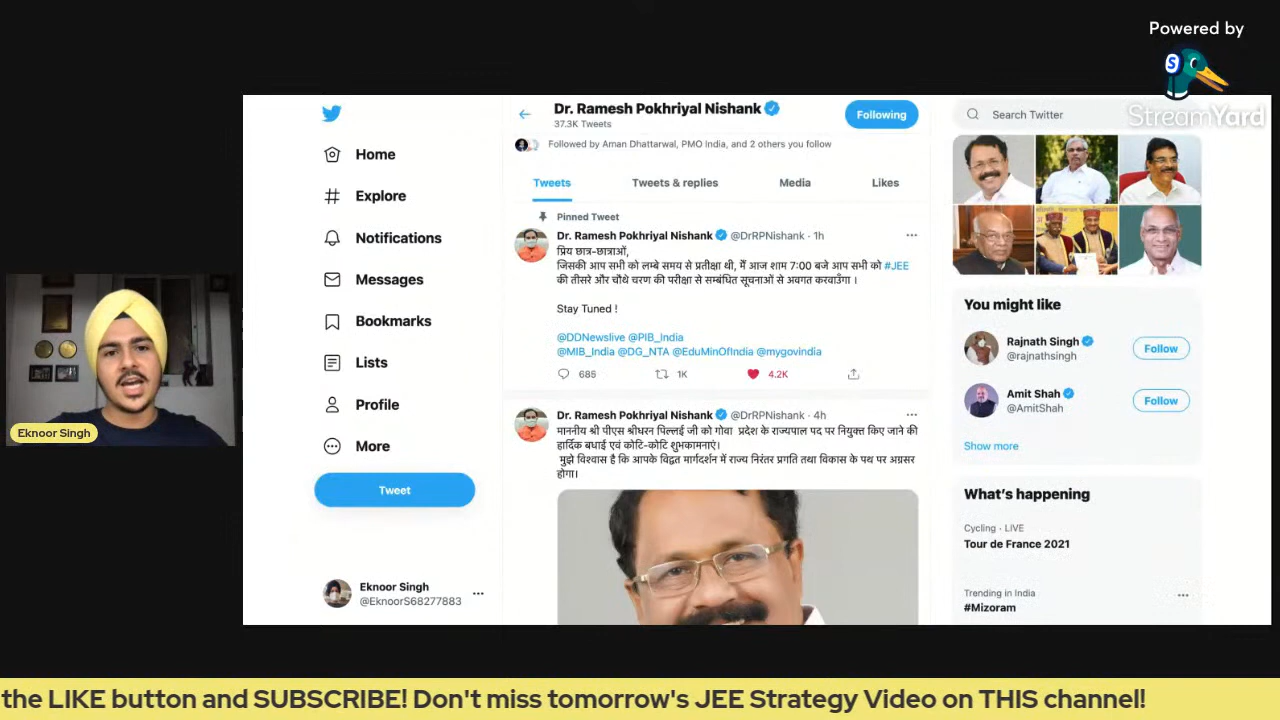 Powered by
StreamYard
Home
Explore
Notifications
Messages
Bookmarks
Lists
Profile
More
Tweet
Eknoor Singh
@EknoorS68277883
Dr. Ramesh Pokhriyal Nishank
37.3K Tweets
Following
Followed by Aman Dhattarwal, PMO India, and 2 others you follow
Tweets Tweets & replies Media Likes
Pinned Tweet
Dr. Ramesh Pokhriyal Nishank @DrRPNishank · 1h
प्रिय छात्र-छात्राओं,
जिसकी आप सभी को लम्बे समय से प्रतीक्षा थी, मैं आज शाम 7:00 बजे आप सभी को #JEE
की तीसरे और चौथे चरण की परीक्षा से सम्बंधित सूचनाओं से अवगत करवाउँगा ।
Stay Tuned !
@DDNewslive @PIB_India
@MIB_India @DG_NTA @EduMinOfIndia @mygovindia
685 1K 4.2K
Dr. Ramesh Pokhriyal Nishank @DrRPNishank · 4h
माननीय श्री पीएस श्रीधरन पिल्लई जी को गोवा प्रदेश के राज्यपाल पद पर नियुक्त किए जाने की
हार्दिक बधाई एवं कोटि-कोटि शुभकामनाएं।
मुझे विश्वास है कि आपके विद्वत मार्गदर्शन में राज्य निरंतर प्रगति तथा विकास के पथ पर अग्रसर
होगा।
Search Twitter
You might like
Rajnath Singh
@rajnathsingh
Follow
Amit Shah
@AmitShah
Follow
Show more
What's happening
Cycling · LIVE
Tour de France 2021
Trending in India
#Mizoram
Eknoor Singh
the LIKE button and SUBSCRIBE! Don't miss tomorrow's JEE Strategy Video on THIS channel!